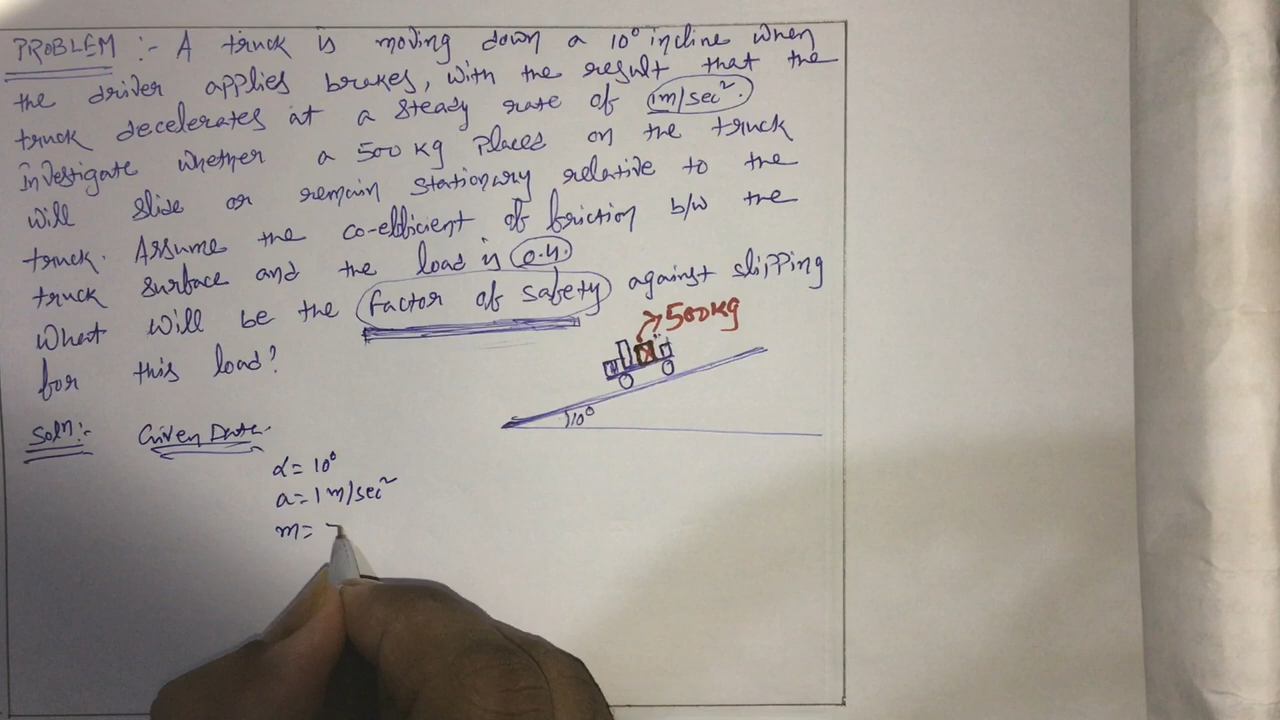 PROBLEM :- A truck is moving down a 10° incline when
the driver applies brakes, with the result that the
truck decelerates at a steady rate of 1m/sec².
Investigate whether a 500 kg places on the truck
will slide or remain stationary relative to the
truck. Assume the co-efficient of friction b/w the
truck surface and the load is 0.4.
What will be the factor of safety against slipping
for this load?
500kg
10°
Soln:- Given Data-
α = 10°
a = 1 m/sec²
m =